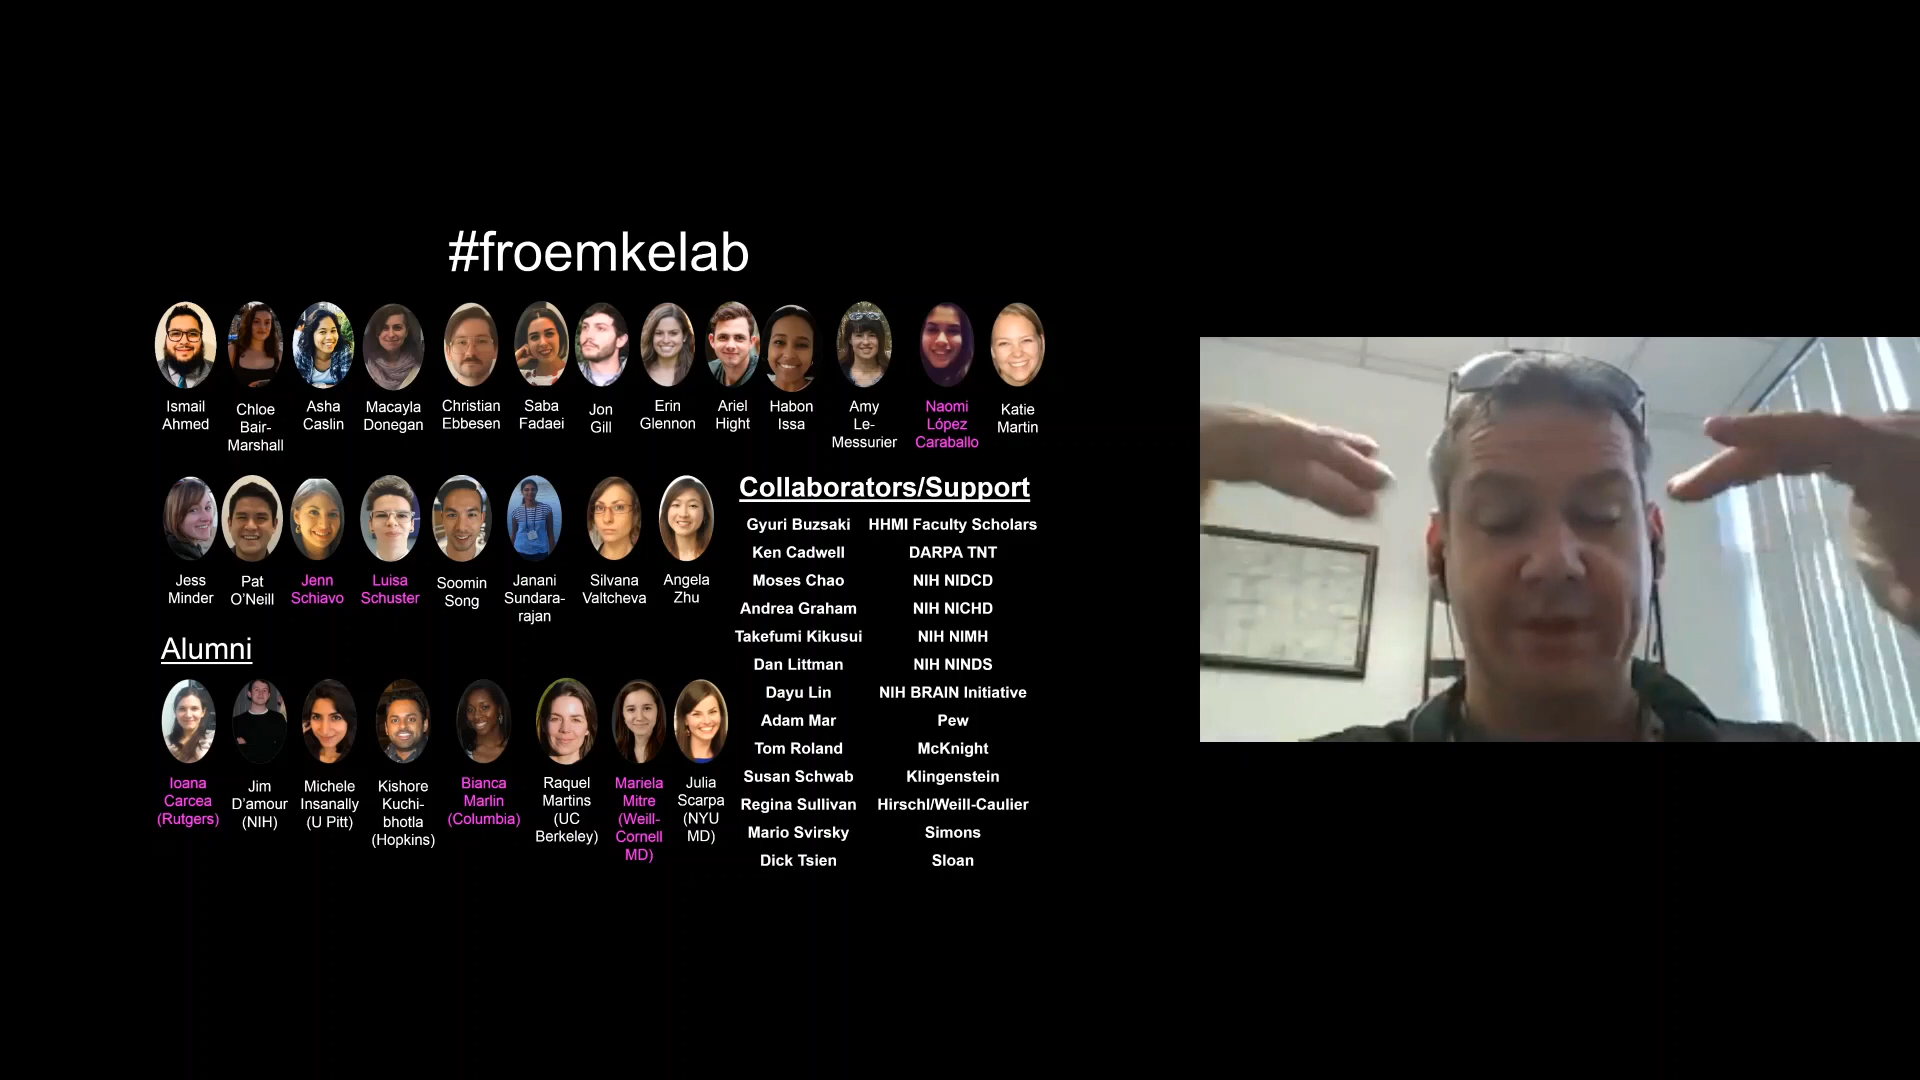 #froemkelab
Ismail
Ahmed
Chloe
Bair-
Marshall
Asha
Caslin
Macayla
Donegan
Christian
Ebbesen
Saba
Fadaei
Jon
Gill
Erin
Glennon
Ariel
Hight
Habon
Issa
Amy
Le-
Messurier
Naomi
López
Caraballo
Katie
Martin
Jess
Minder
Pat
O’Neill
Jenn
Schiavo
Luisa
Schuster
Soomin
Song
Janani
Sundara-
rajan
Silvana
Valtcheva
Angela
Zhu
Alumni
Ioana
Carcea
(Rutgers)
Jim
D’amour
(NIH)
Michele
Insanally
(U Pitt)
Kishore
Kuchi-
bhotla
(Hopkins)
Bianca
Marlin
(Columbia)
Raquel
Martins
(UC
Berkeley)
Mariela
Mitre
(Weill-
Cornell
MD)
Julia
Scarpa
(NYU
MD)
Collaborators/Support
Gyuri Buzsaki
Ken Cadwell
Moses Chao
Andrea Graham
Takefumi Kikusui
Dan Littman
Dayu Lin
Adam Mar
Tom Roland
Susan Schwab
Regina Sullivan
Mario Svirsky
Dick Tsien
HHMI Faculty Scholars
DARPA TNT
NIH NIDCD
NIH NICHD
NIH NIMH
NIH NINDS
NIH BRAIN Initiative
Pew
McKnight
Klingenstein
Hirschl/Weill-Caulier
Simons
Sloan